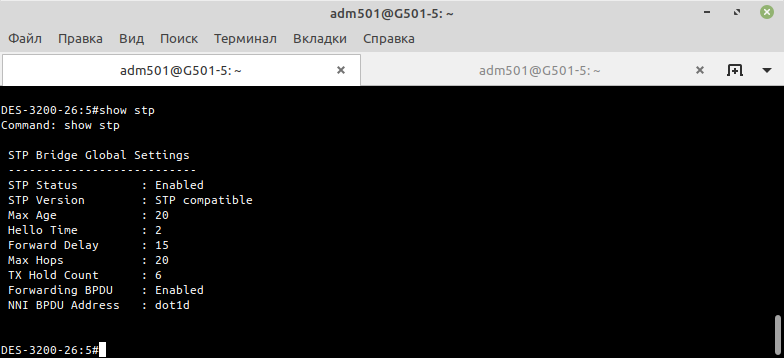 adm501@G501-5: ~
Файл Правка Вид Поиск Терминал Вкладки Справка
adm501@G501-5: ~ × adm501@G501-5: ~ ×
DES-3200-26:5#show stp
Command: show stp
STP Bridge Global Settings
---------------------------
STP Status : Enabled
STP Version : STP compatible
Max Age : 20
Hello Time : 2
Forward Delay : 15
Max Hops : 20
TX Hold Count : 6
Forwarding BPDU : Enabled
NNI BPDU Address : dot1d
DES-3200-26:5#